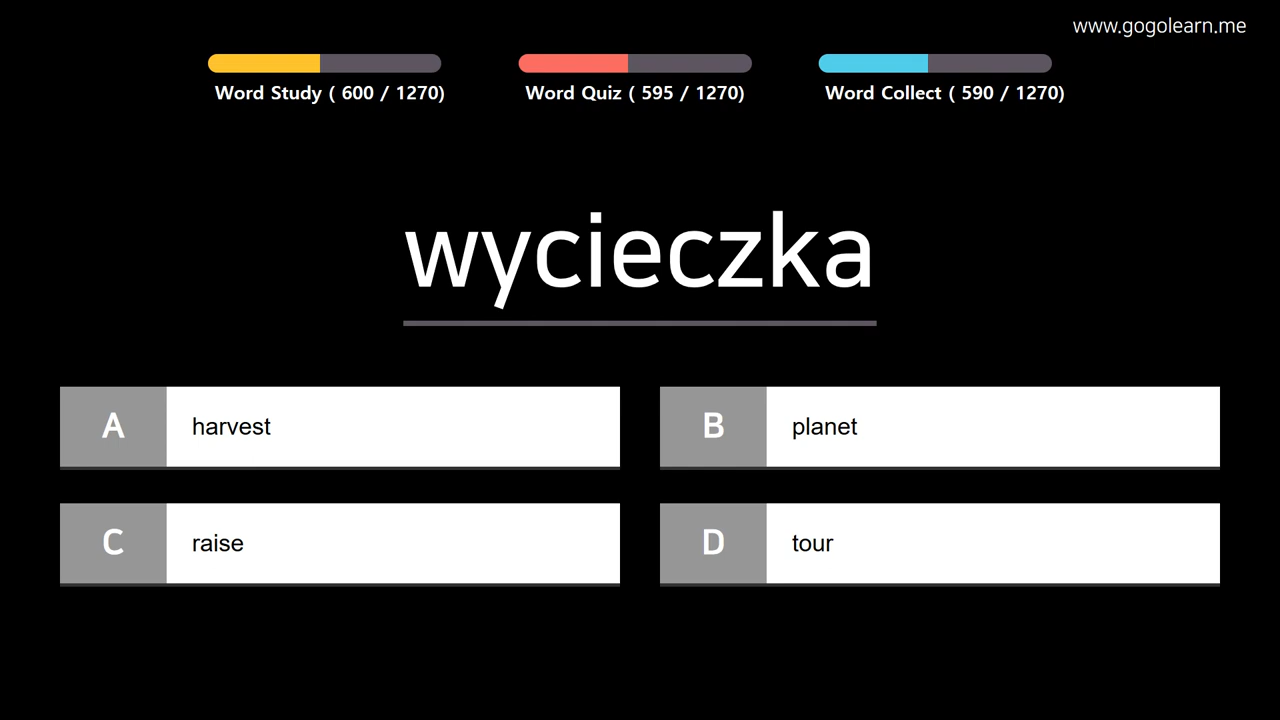 www.gogolearn.me
Word Study ( 600 / 1270)
Word Quiz ( 595 / 1270)
Word Collect ( 590 / 1270)
wycieczka
A harvest
B planet
C raise
D tour